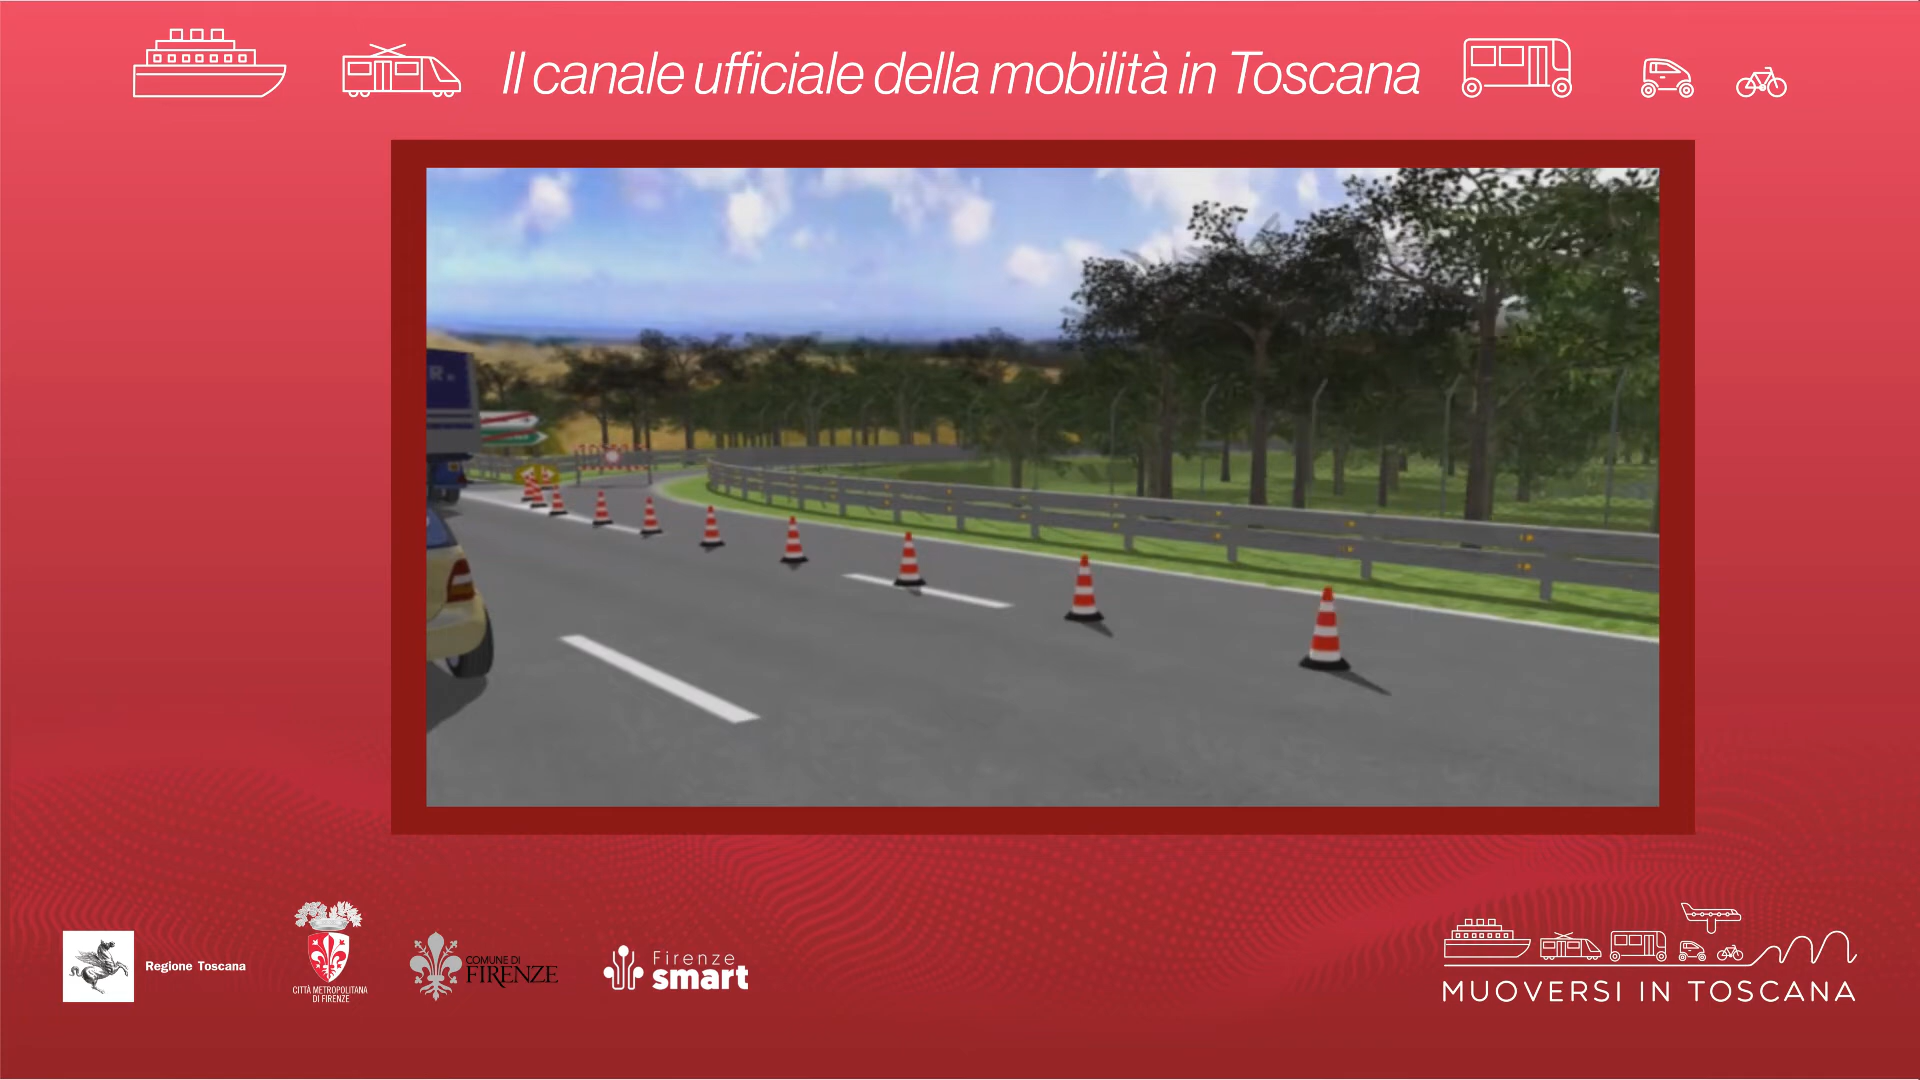 Il canale ufficiale della mobilità in Toscana
R.
Regione Toscana
CITTÀ METROPOLITANA
DI FIRENZE
COMUNE DI
FIRENZE
Firenze
smart
MUOVERSI IN TOSCANA